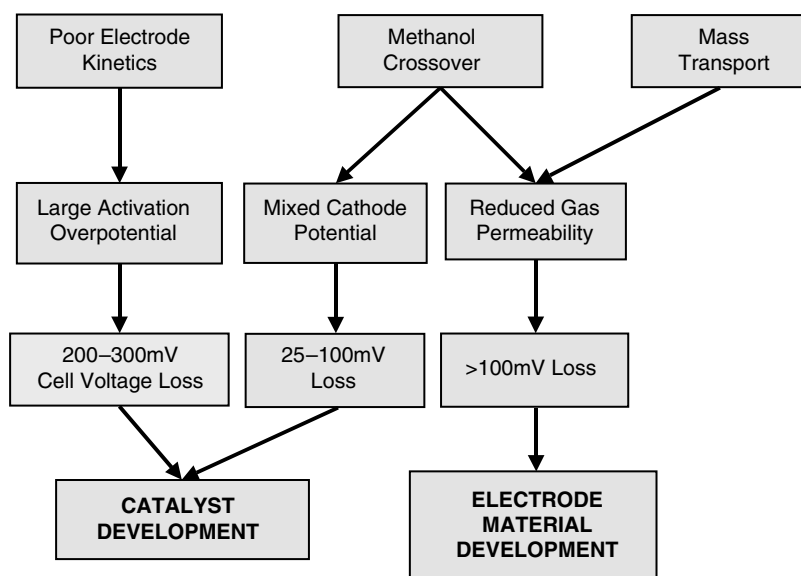 Poor Electrode
Kinetics
Methanol
Crossover
Mass
Transport
Large Activation
Overpotential
Mixed Cathode
Potential
Reduced Gas
Permeability
200–300mV
Cell Voltage Loss
25–100mV
Loss
>100mV Loss
CATALYST
DEVELOPMENT
ELECTRODE
MATERIAL
DEVELOPMENT